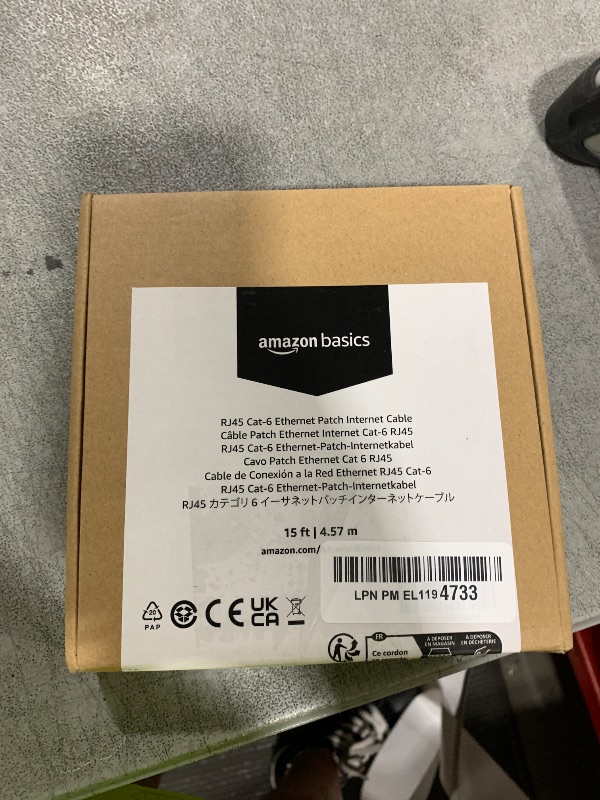 amazon basics
RJ45 Cat-6 Ethernet Patch Internet Cable
Câble Patch Ethernet Internet Cat-6 RJ45
RJ45 Cat-6 Ethernet-Patch-Internetkabel
Cavo Patch Ethernet Cat 6 RJ45
Cable de Conexión a la Red Ethernet RJ45 Cat-6
RJ45 Cat-6 Ethernet-Patch-Internetkabel
RJ45 カテゴリ 6 イーサネットパッチインターネットケーブル
15 ft | 4.57 m
amazon.com/
LPN PM EL119 4733
20
PAP
CE
UK
CA
FR
Ce cordon
À DÉPOSER
EN MAGASIN
À DÉPOSER
EN DÉCHÈTERIE